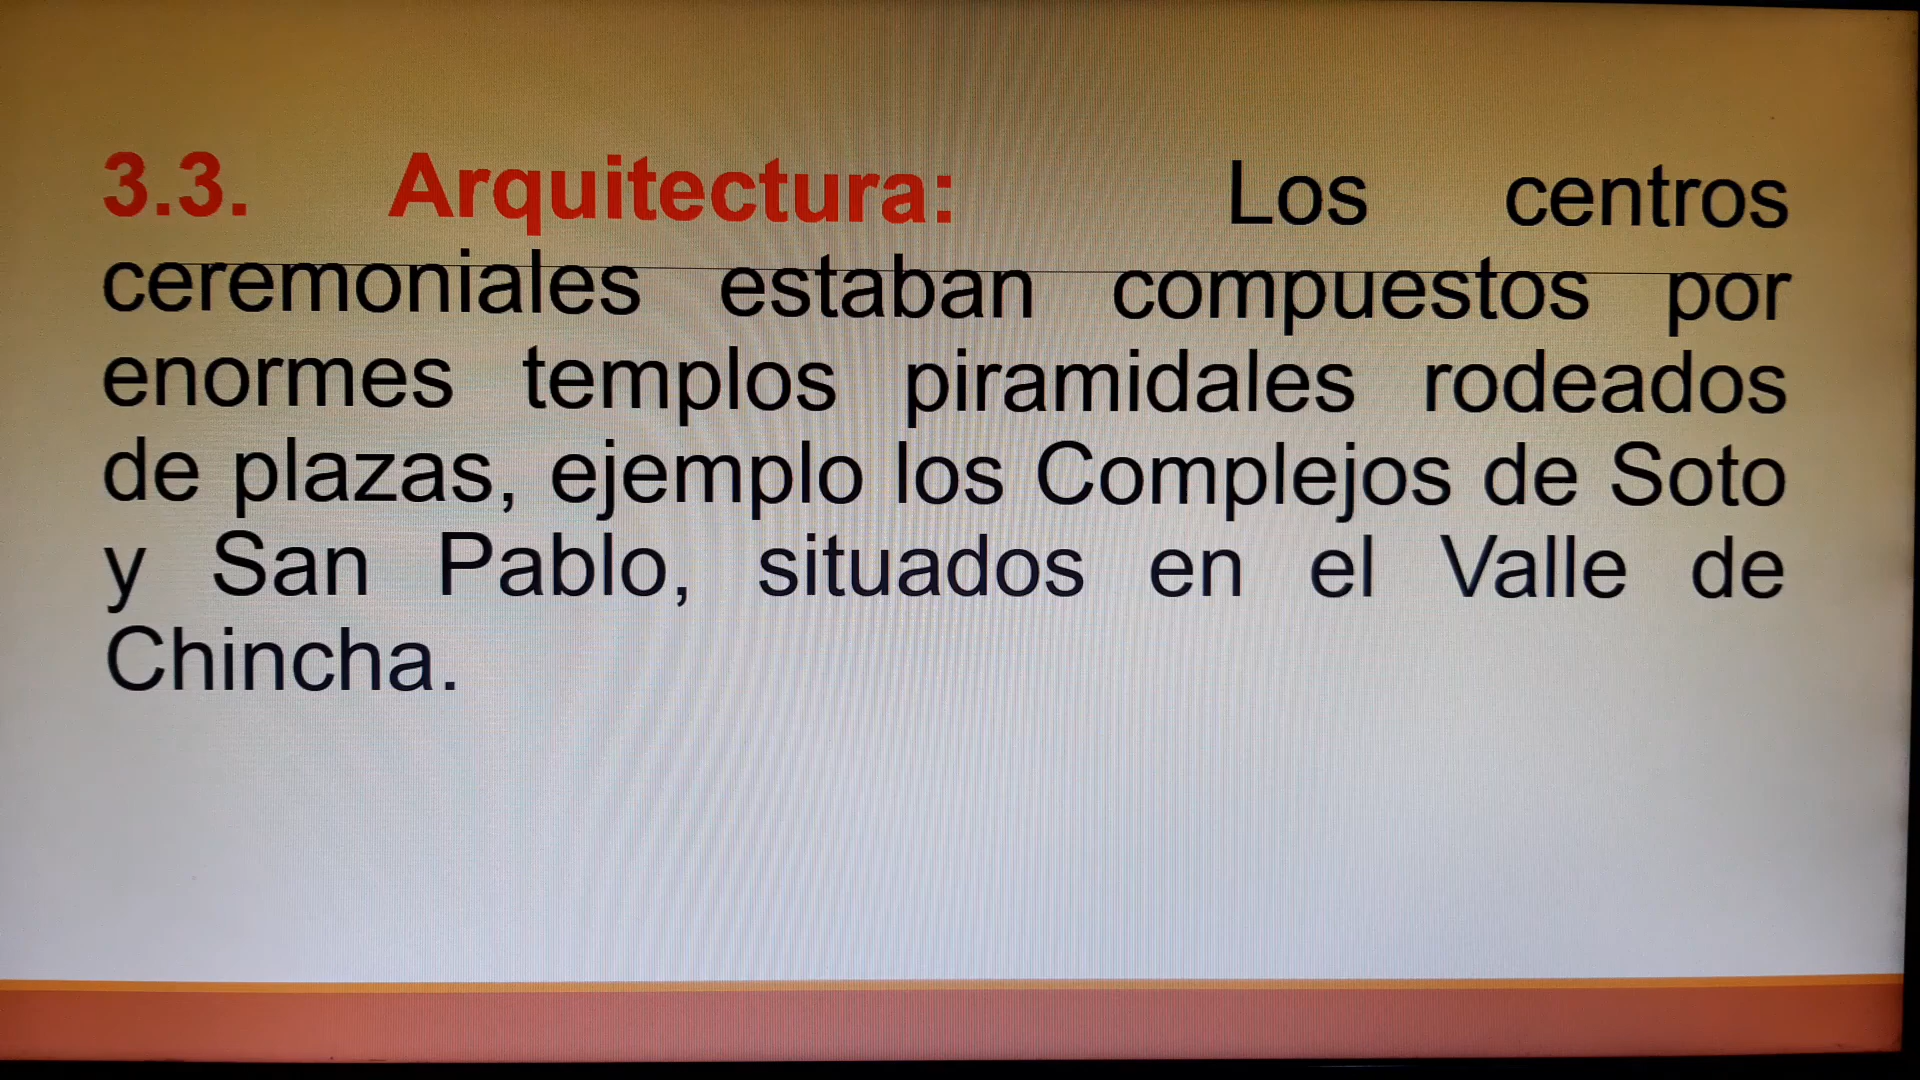 3.3. Arquitectura: Los centros
ceremoniales estaban compuestos por
enormes templos piramidales rodeados
de plazas, ejemplo los Complejos de Soto
y San Pablo, situados en el Valle de
Chincha.